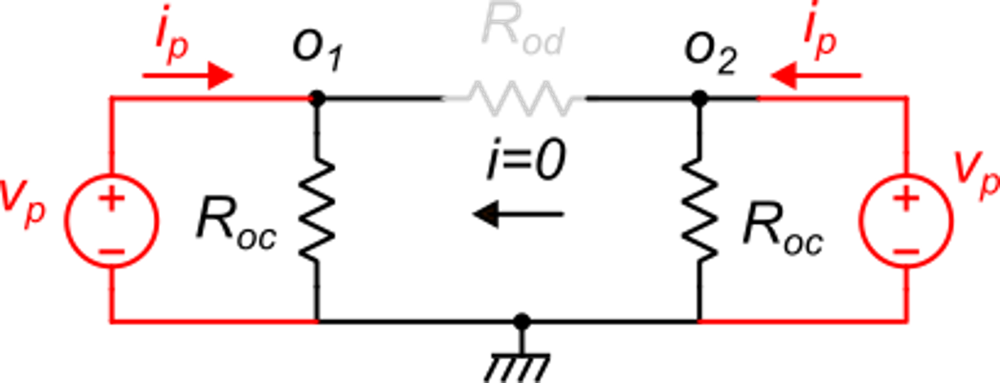 i_p o_1 R_od o_2 i_p
i=0
v_p R_oc R_oc v_p